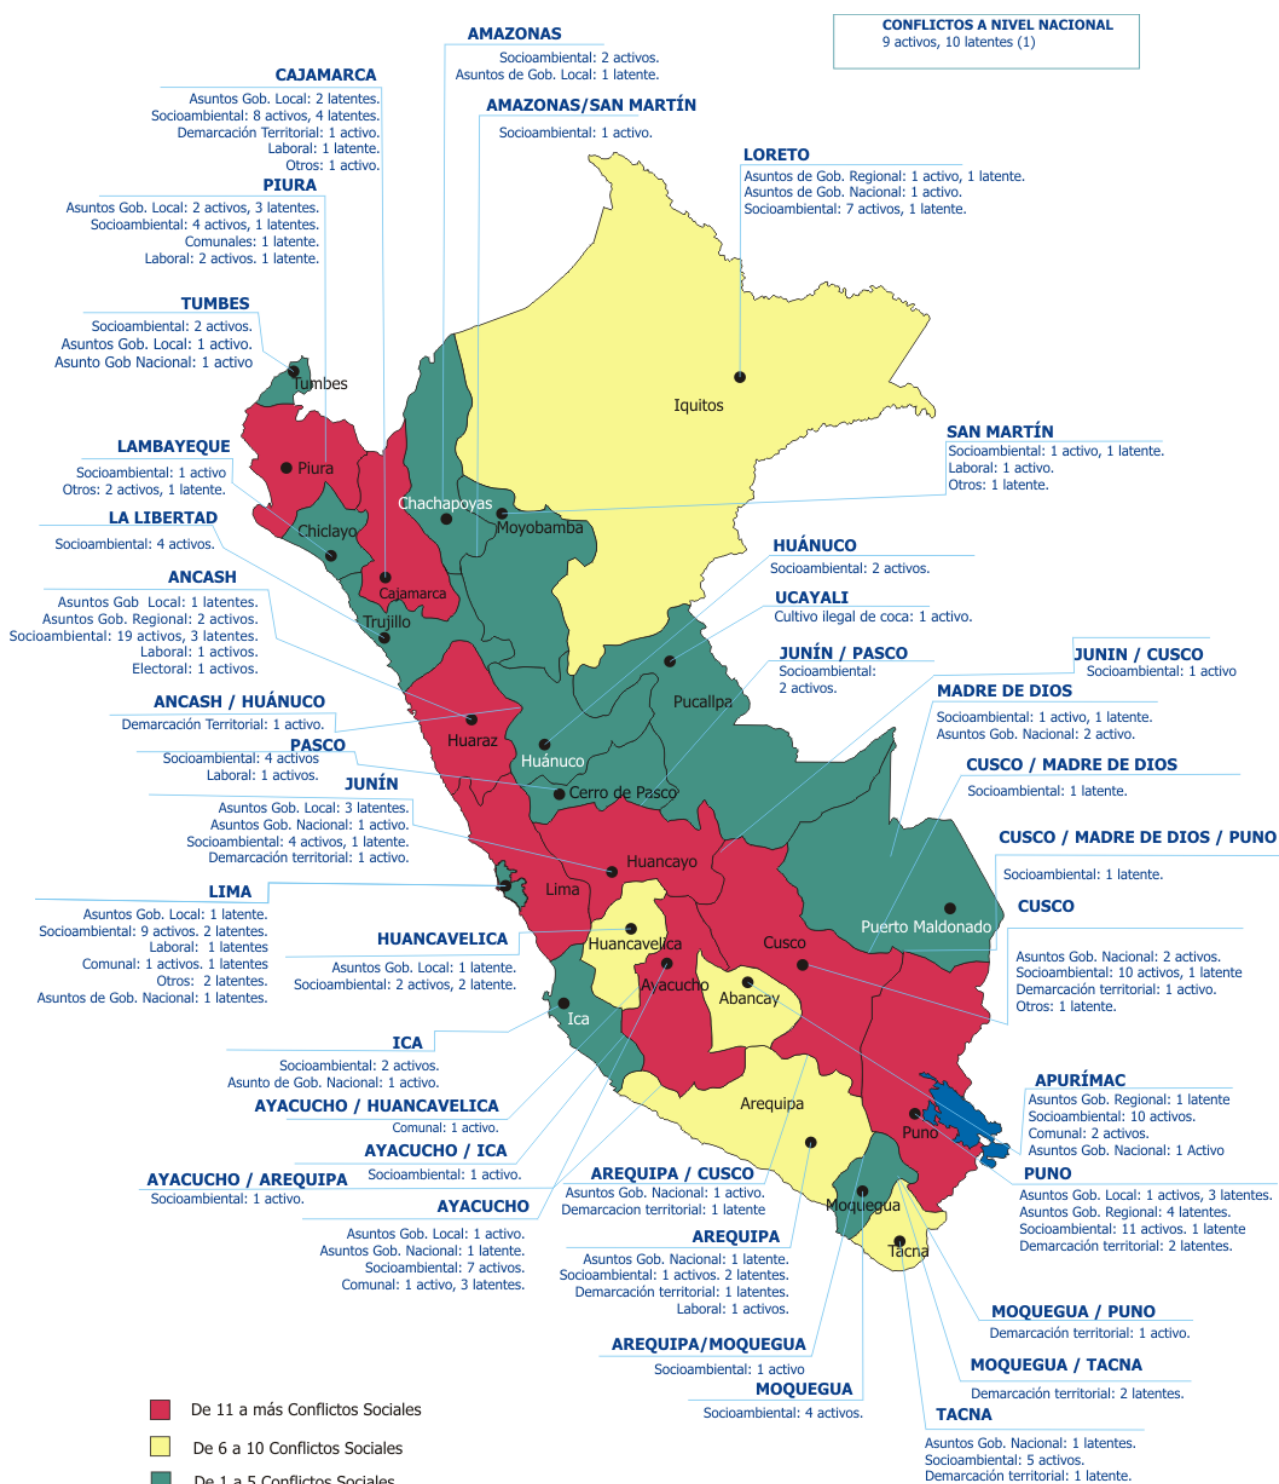 CONFLICTOS A NIVEL NACIONAL
9 activos, 10 latentes (1)
AMAZONAS
Socioambiental: 2 activos.
Asuntos de Gob. Local: 1 latente.
CAJAMARCA
Asuntos Gob. Local: 2 latentes.
Socioambiental: 8 activos, 4 latentes.
Demarcación Territorial: 1 activo.
Laboral: 1 latente.
Otros: 1 activo.
AMAZONAS/SAN MARTÍN
Socioambiental: 1 activo.
LORETO
Asuntos de Gob. Regional: 1 activo, 1 latente.
Asuntos de Gob. Nacional: 1 activo.
Socioambiental: 7 activos, 1 latente.
PIURA
Asuntos Gob. Local: 2 activos, 3 latentes.
Socioambiental: 4 activos, 1 latentes.
Comunales: 1 latente.
Laboral: 2 activos. 1 latente.
TUMBES
Socioambiental: 2 activos.
Asuntos Gob. Local: 1 activo.
Asunto Gob Nacional: 1 activo
Tumbes
Iquitos
LAMBAYEQUE
Socioambiental: 1 activo
Otros: 2 activos, 1 latente.
Piura
SAN MARTÍN
Socioambiental: 1 activo, 1 latente.
Laboral: 1 activo.
Otros: 1 latente.
Chachapoyas
Moyobamba
Chiclayo
LA LIBERTAD
Socioambiental: 4 activos.
HUÁNUCO
Socioambiental: 2 activos.
ANCASH
Asuntos Gob Local: 1 latentes.
Asuntos Gob. Regional: 2 activos.
Socioambiental: 19 activos, 3 latentes.
Laboral: 1 activos.
Electoral: 1 activos.
Cajamarca
Trujillo
UCAYALI
Cultivo ilegal de coca: 1 activo.
JUNÍN / PASCO
Socioambiental:
2 activos.
JUNIN / CUSCO
Socioambiental: 1 activo
MADRE DE DIOS
Socioambiental: 1 activo, 1 latente.
Asuntos Gob. Nacional: 2 activo.
Pucallpa
ANCASH / HUÁNUCO
Demarcación Territorial: 1 activo.
Huaraz
PASCO
Socioambiental: 4 activos
Laboral: 1 activos.
Huánuco
CUSCO / MADRE DE DIOS
Socioambiental: 1 latente.
JUNÍN
Asuntos Gob. Local: 3 latentes.
Asuntos Gob. Nacional: 1 activo.
Socioambiental: 4 activos, 1 latente.
Demarcación territorial: 1 activo.
Cerro de Pasco
CUSCO / MADRE DE DIOS / PUNO
Socioambiental: 1 latente.
Huancayo
Lima
LIMA
Asuntos Gob. Local: 1 latente.
Socioambiental: 9 activos. 2 latentes.
Laboral: 1 latentes
Comunal: 1 activos. 1 latentes
Otros: 2 latentes.
Asuntos de Gob. Nacional: 1 latentes.
CUSCO
Asuntos Gob. Nacional: 2 activos.
Socioambiental: 10 activos, 1 latente
Demarcación territorial: 1 activo.
Otros: 1 latente.
Puerto Maldonado
HUANCAVELICA
Asuntos Gob. Local: 1 latente.
Socioambiental: 2 activos, 2 latente.
Huancavelica
Cusco
Ayacucho
Abancay
Ica
ICA
Socioambiental: 2 activos.
Asunto de Gob. Nacional: 1 activo.
APURÍMAC
Asuntos Gob. Regional: 1 latente
Socioambiental: 10 activos.
Comunal: 2 activos.
Asuntos Gob. Nacional: 1 Activo
AYACUCHO / HUANCAVELICA
Comunal: 1 activo.
Arequipa
Puno
AYACUCHO / ICA
Socioambiental: 1 activo.
AYACUCHO / AREQUIPA
Socioambiental: 1 activo.
AREQUIPA / CUSCO
Asuntos Gob. Nacional: 1 activo.
Demarcacion territorial: 1 latente
PUNO
Asuntos Gob. Local: 1 activos, 3 latentes.
Asuntos Gob. Regional: 4 latentes.
Socioambiental: 11 activos. 1 latente
Demarcación territorial: 2 latentes.
AYACUCHO
Asuntos Gob. Local: 1 activo.
Asuntos Gob. Nacional: 1 latente.
Socioambiental: 7 activos.
Comunal: 1 activo, 3 latentes.
Moquegua
Tacna
AREQUIPA
Asuntos Gob. Nacional: 1 latente.
Socioambiental: 1 activos. 2 latentes.
Demarcación territorial: 1 latentes.
Laboral: 1 activos.
MOQUEGUA / PUNO
Demarcación territorial: 1 activo.
AREQUIPA/MOQUEGUA
Socioambiental: 1 activo
MOQUEGUA / TACNA
Demarcación territorial: 2 latentes.
MOQUEGUA
Socioambiental: 4 activos.
TACNA
Asuntos Gob. Nacional: 1 latentes.
Socioambiental: 5 activos.
Demarcación territorial: 1 latente.
De 11 a más Conflictos Sociales
De 6 a 10 Conflictos Sociales
De 1 a 5 Conflictos Sociales